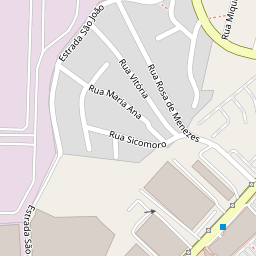 Estrada São João
Rua Vitória
Rua Rosa de Menezes
Rua Miqu
Rua Maria Ana
Rua Sicomoro
Estrada São